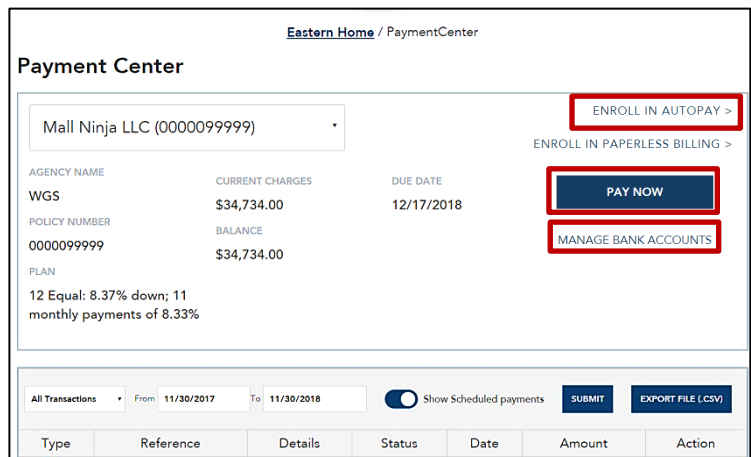 Eastern Home / PaymentCenter
Payment Center
Mall Ninja LLC (0000099999)
ENROLL IN AUTOPAY >
ENROLL IN PAPERLESS BILLING >
AGENCY NAME
WGS
CURRENT CHARGES
$34,734.00
DUE DATE
12/17/2018
PAY NOW
POLICY NUMBER
0000099999
BALANCE
$34,734.00
MANAGE BANK ACCOUNTS
PLAN
12 Equal: 8.37% down; 11
monthly payments of 8.33%
All Transactions From 11/30/2017 To 11/30/2018 Show Scheduled payments SUBMIT EXPORT FILE (.CSV)
Type Reference Details Status Date Amount Action